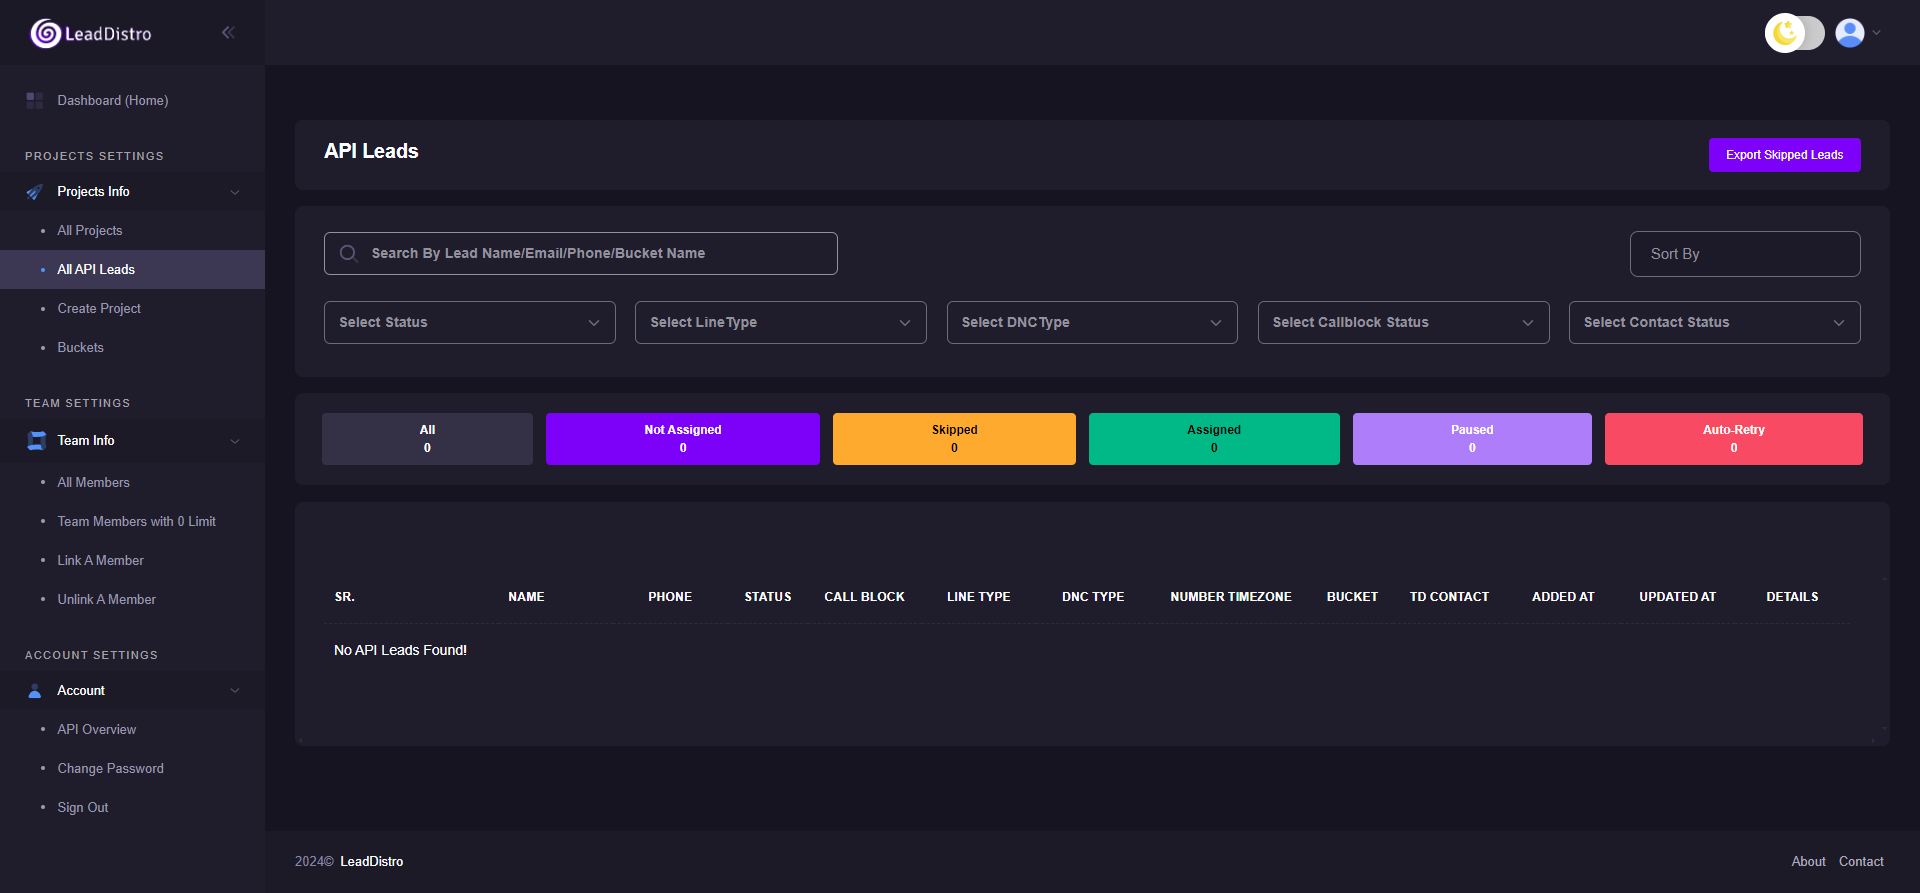 LeadDistro
Dashboard (Home)
PROJECTS SETTINGS
Projects Info
All Projects
All API Leads
Create Project
Buckets
TEAM SETTINGS
Team Info
All Members
Team Members with 0 Limit
Link A Member
Unlink A Member
ACCOUNT SETTINGS
Account
API Overview
Change Password
Sign Out
API Leads
Export Skipped Leads
Search By Lead Name/Email/Phone/Bucket Name
Sort By
Select Status
Select LineType
Select DNCType
Select Callblock Status
Select Contact Status
All
0
Not Assigned
0
Skipped
0
Assigned
0
Paused
0
Auto-Retry
0
SR. NAME PHONE STATUS CALL BLOCK LINE TYPE DNC TYPE NUMBER TIMEZONE BUCKET TD CONTACT ADDED AT UPDATED AT DETAILS
No API Leads Found!
2024© LeadDistro
About Contact